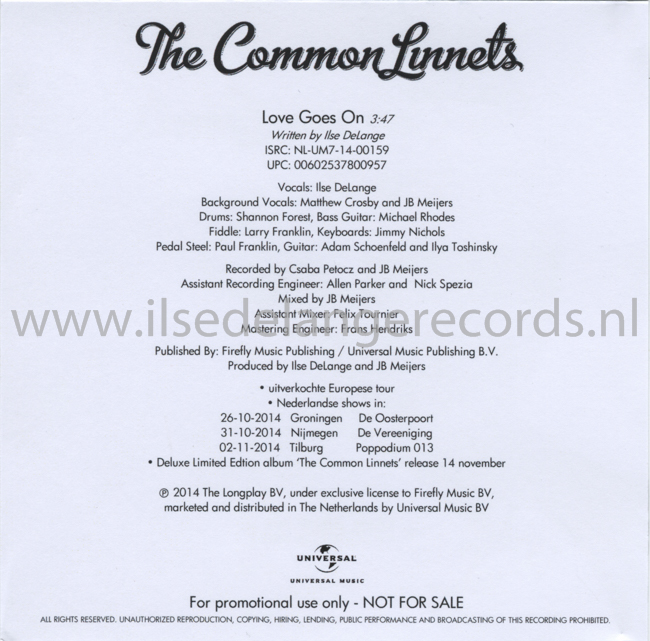 The Common Linnets
Love Goes On 3:47
Written by Ilse DeLange
ISRC: NL-UM7-14-00159
UPC: 00602537800957
Vocals: Ilse DeLange
Background Vocals: Matthew Crosby and JB Meijers
Drums: Shannon Forest, Bass Guitar: Michael Rhodes
Fiddle: Larry Franklin, Keyboards: Jimmy Nichols
Pedal Steel: Paul Franklin, Guitar: Adam Schoenfeld and Ilya Toshinsky
Recorded by Csaba Petocz and JB Meijers
Assistant Recording Engineer: Allen Parker and Nick Spezia
Mixed by JB Meijers
www.ilsedelangerecords.nl
Assistant Mixer: Felix Tournier
Mastering Engineer: Frans Hendriks
Published By: Firefly Music Publishing / Universal Music Publishing B.V.
Produced by Ilse DeLange and JB Meijers
• uitverkochte Europese tour
• Nederlandse shows in:
26-10-2014 Groningen De Oosterpoort
31-10-2014 Nijmegen De Vereeniging
02-11-2014 Tilburg Poppodium 013
• Deluxe Limited Edtion album 'The Common Linnets' release 14 november
℗ 2014 The Longplay BV, under exclusive license to Firefly Music BV,
marketed and distributed in The Netherlands by Universal Music BV
UNIVERSAL
UNIVERSAL MUSIC
For promotional use only - NOT FOR SALE
ALL RIGHTS RESERVED. UNAUTHORIZED REPRODUCTION, COPYING, HIRING, LENDING, PUBLIC PERFORMANCE AND BROADCASTING OF THIS RECORDING PROHIBITED.